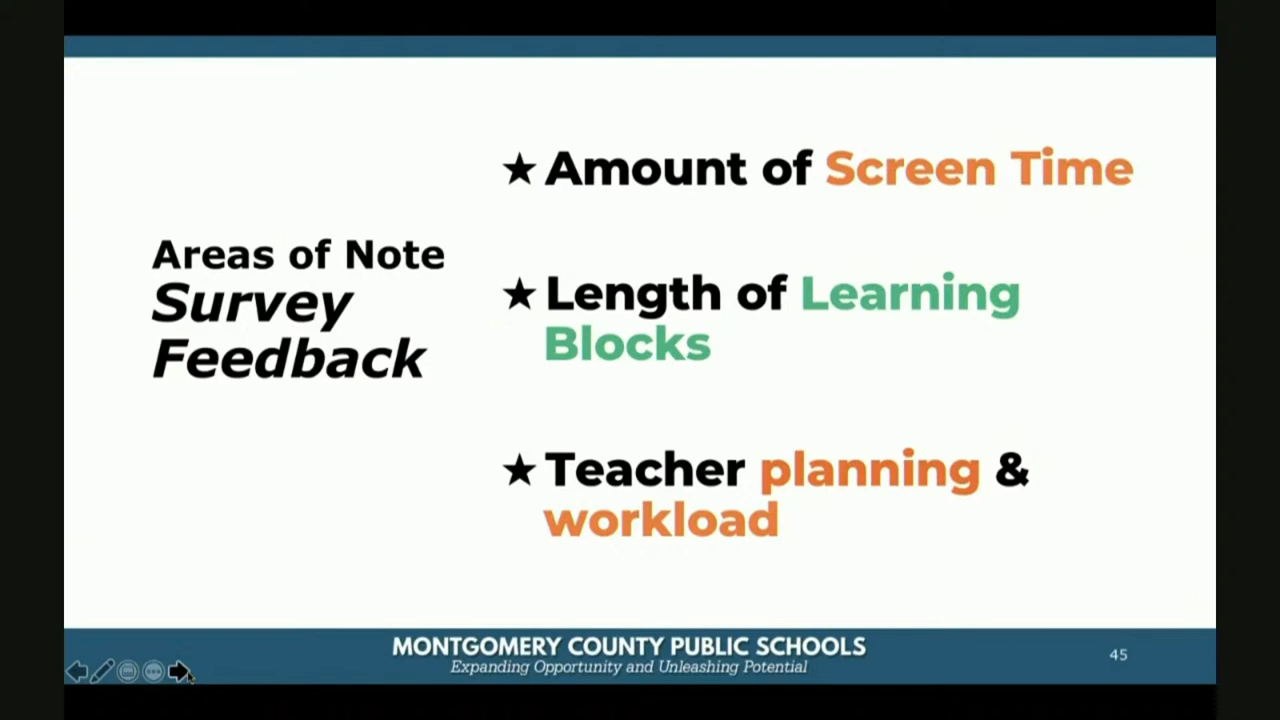 Areas of Note
Survey
Feedback
★ Amount of Screen Time
★ Length of Learning
Blocks
★ Teacher planning &
workload
MONTGOMERY COUNTY PUBLIC SCHOOLS
Expanding Opportunity and Unleashing Potential
45